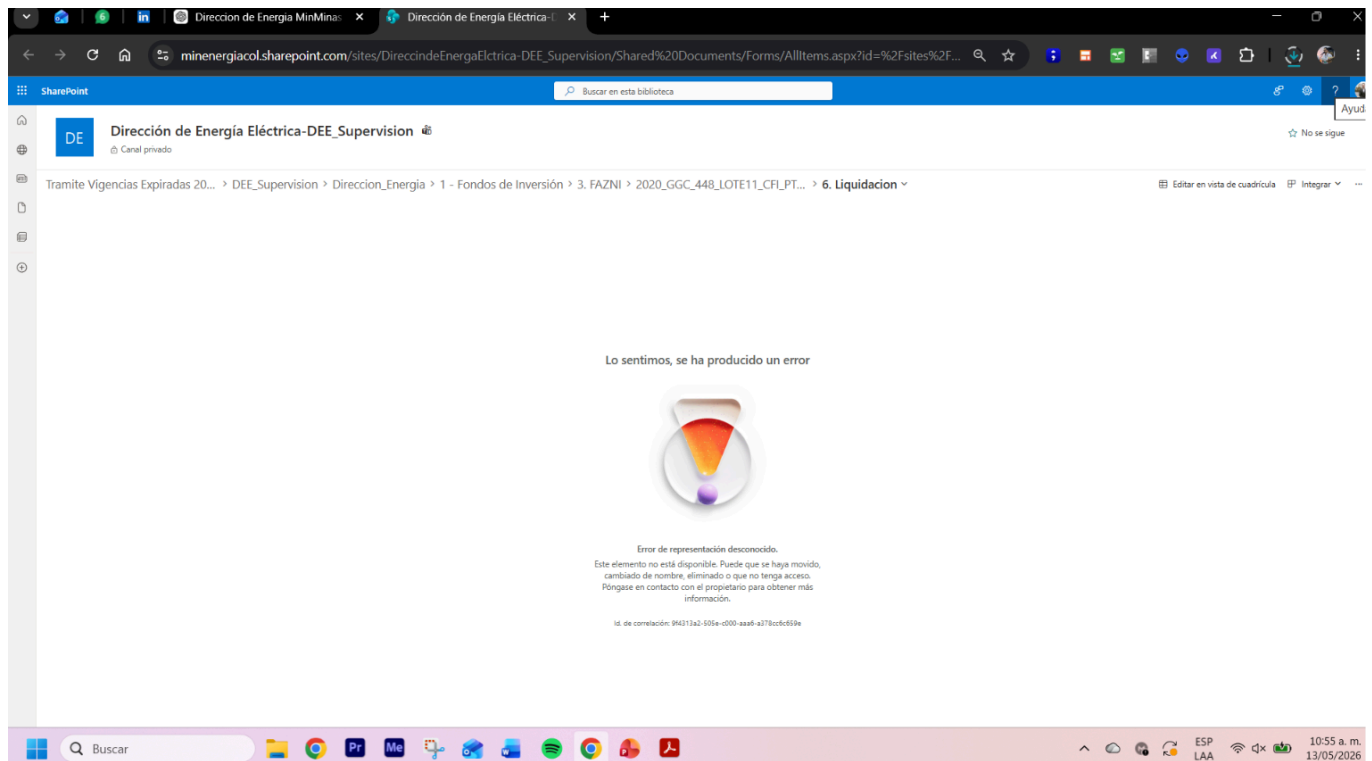 6
in
Direccion de Energia MinMinas
Dirección de Energía Eléctrica-D
minenergiacol.sharepoint.com/sites/DireccindeEnergaElctrica-DEE_Supervision/Shared%20Documents/Forms/AllItems.aspx?id=%2Fsites%2F...
SharePoint
Buscar en esta biblioteca
?
Ayuda
DE
Dirección de Energía Eléctrica-DEE_Supervision
Canal privado
No se sigue
Tramite Vigencias Expiradas 20... > DEE_Supervision > Direccion_Energia > 1 - Fondos de Inversión > 3. FAZNI > 2020_GGC_448_LOTE11_CFI_PT... > 6. Liquidacion
Editar en vista de cuadrícula
Integrar
...
Lo sentimos, se ha producido un error
Error de representación desconocido.
Este elemento no está disponible. Puede que se haya movido,
cambiado de nombre, eliminado o que no tenga acceso.
Póngase en contacto con el propietario para obtener más
información.
Id. de correlación: 9f4313a2-505e-c000-aaa6-a378cc6c659e
Buscar
Pr
Me
ESP
LAA
10:55 a. m.
13/05/2026